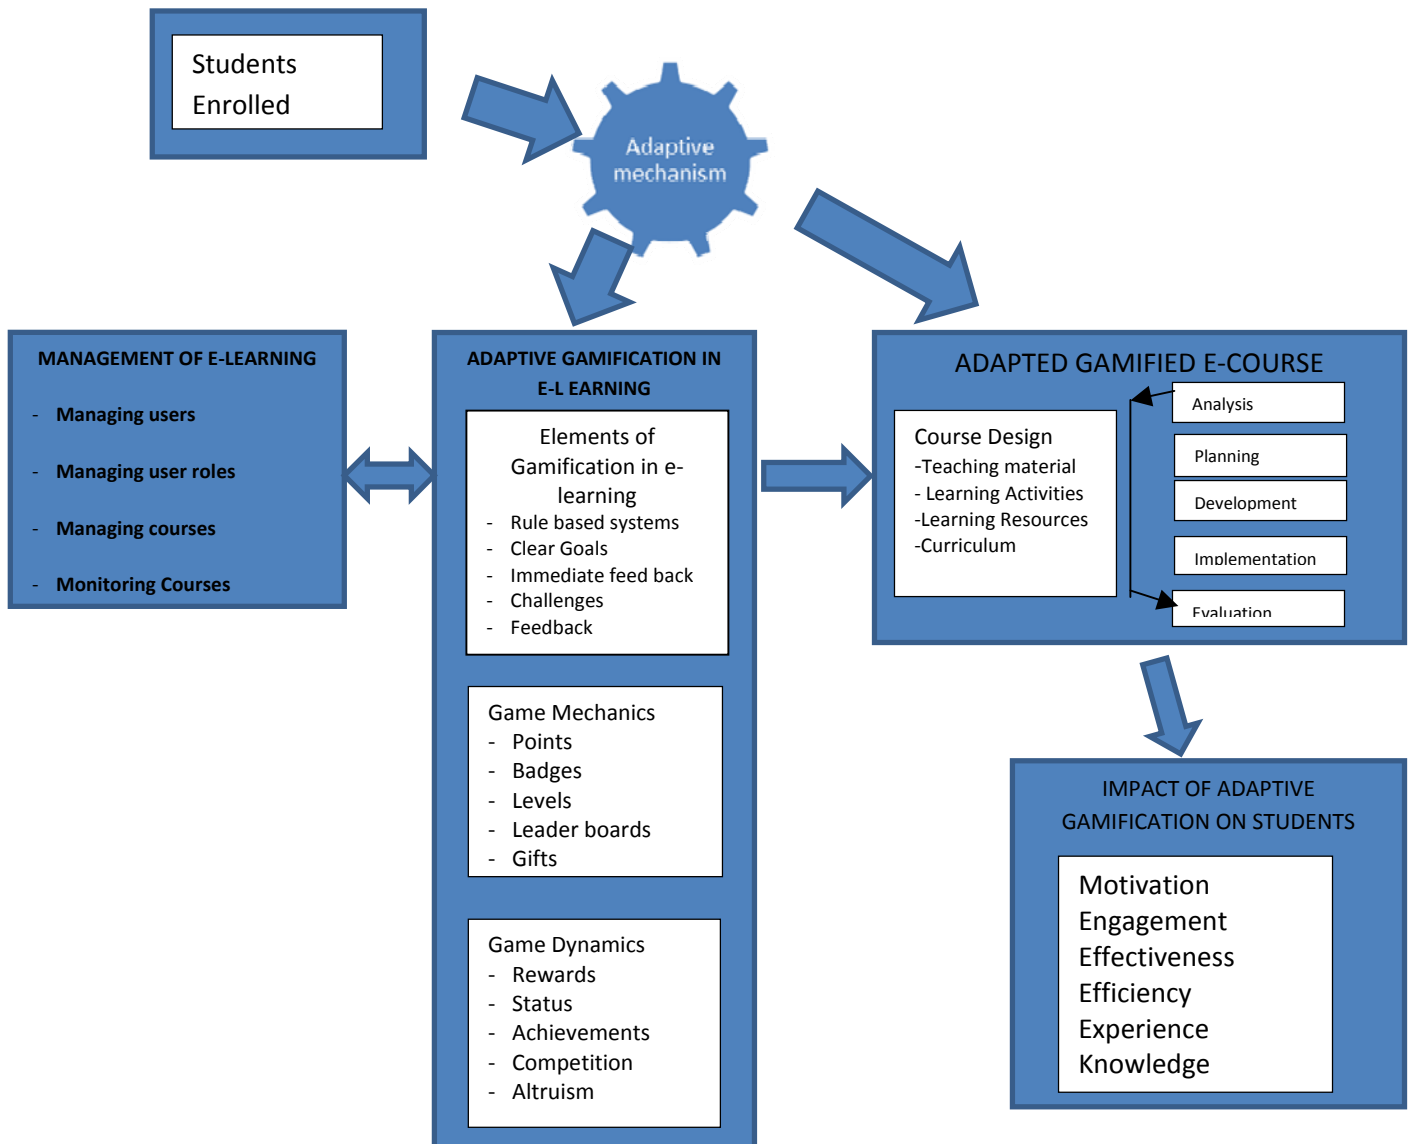 Students
Enrolled
Adaptive
mechanism
MANAGEMENT OF E-LEARNING
- Managing users
- Managing user roles
- Managing courses
- Monitoring Courses
ADAPTIVE GAMIFICATION IN
E-L EARNING
Elements of
Gamification in e-
learning
- Rule based systems
- Clear Goals
- Immediate feed back
- Challenges
- Feedback
Game Mechanics
- Points
- Badges
- Levels
- Leader boards
- Gifts
Game Dynamics
- Rewards
- Status
- Achievements
- Competition
- Altruism
ADAPTED GAMIFIED E-COURSE
Course Design
-Teaching material
- Learning Activities
-Learning Resources
-Curriculum
Analysis
Planning
Development
Implementation
Evaluation
IMPACT OF ADAPTIVE
GAMIFICATION ON STUDENTS
Motivation
Engagement
Effectiveness
Efficiency
Experience
Knowledge